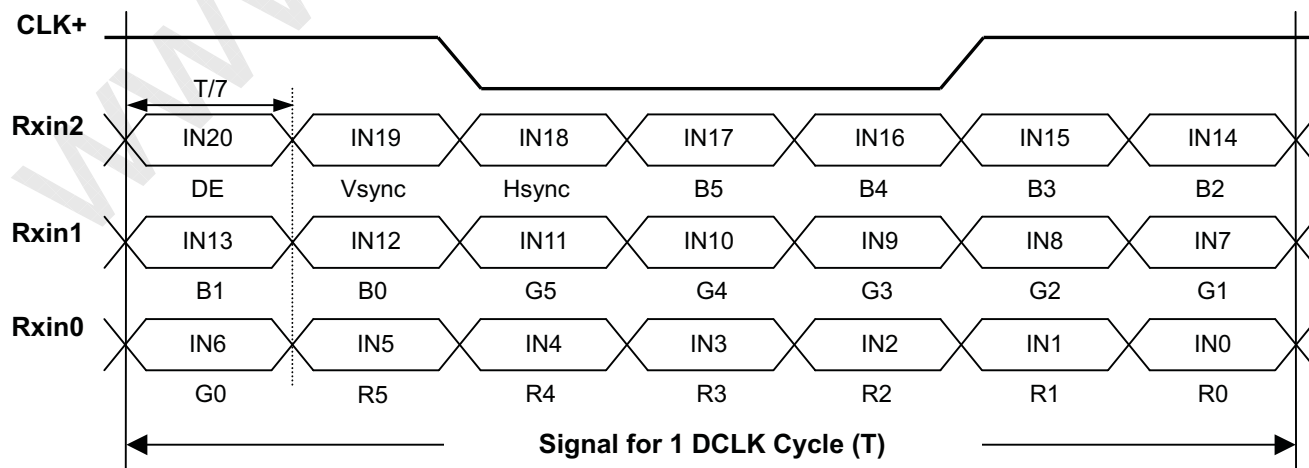 CLK+
T/7
Rxin2 IN20 IN19 IN18 IN17 IN16 IN15 IN14
DE Vsync Hsync B5 B4 B3 B2
Rxin1 IN13 IN12 IN11 IN10 IN9 IN8 IN7
B1 B0 G5 G4 G3 G2 G1
Rxin0 IN6 IN5 IN4 IN3 IN2 IN1 IN0
G0 R5 R4 R3 R2 R1 R0
Signal for 1 DCLK Cycle (T)